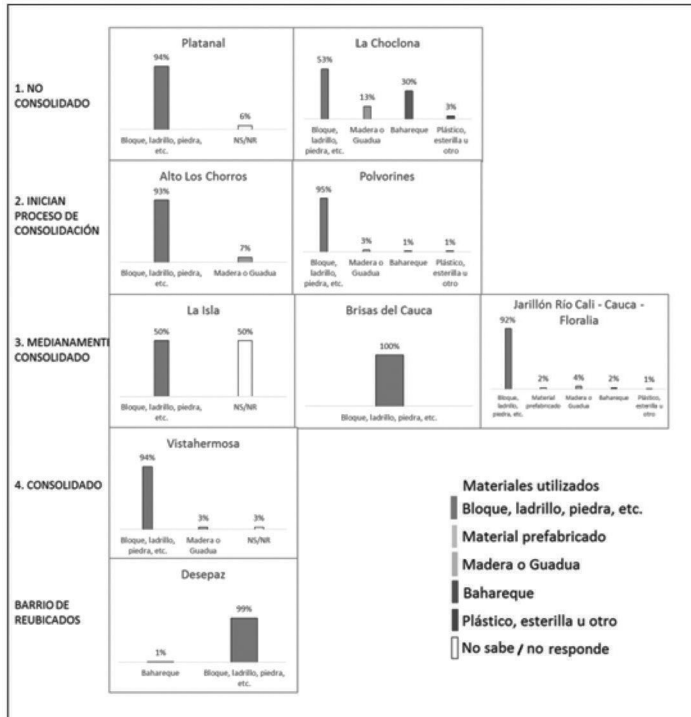 1. NO
CONSOLIDADO
Platanal
94%
6%
Bloque, ladrillo, piedra,
etc.
NS/NR
La Choclona
53%
13%
30%
3%
Bloque,
ladrillo,
piedra, etc.
Madera o
Guadua
Bahareque
Plástico,
esterilla u
otro
2. INICIAN
PROCESO DE
CONSOLIDACIÓN
Alto Los Chorros
93%
7%
Bloque, ladrillo, piedra,
etc.
Madera o Guadua
Polvorines
95%
3%
1%
1%
Bloque,
ladrillo,
piedra, etc.
Madera o
Guadua
Bahareque
Plástico,
esterilla u
otro
3. MEDIANAMENTI
CONSOLIDADO
La Isla
50%
50%
Bloque, ladrillo,
piedra, etc.
NS/NR
Brisas del Cauca
100%
Bloque, ladrillo, piedra, etc.
Jarillón Río Cali - Cauca -
Floralia
92%
2%
4%
2%
1%
Bloque,
ladrillo,
piedra, etc.
Material
prefabricado
Madera o
Guadua
Bahareque
Plástico,
esterilla u
otro
4. CONSOLIDADO
Vistahermosa
94%
3%
3%
Bloque, ladrillo,
piedra, etc.
Madera o
Guadua
NS/NR
BARRIO DE
REUBICADOS
Desepaz
1%
99%
Bahareque
Bloque, ladrillo, piedra,
etc.
Materiales utilizados
Bloque, ladrillo, piedra, etc.
Material prefabricado
Madera o Guadua
Bahareque
Plástico, esterilla u otro
No sabe / no responde